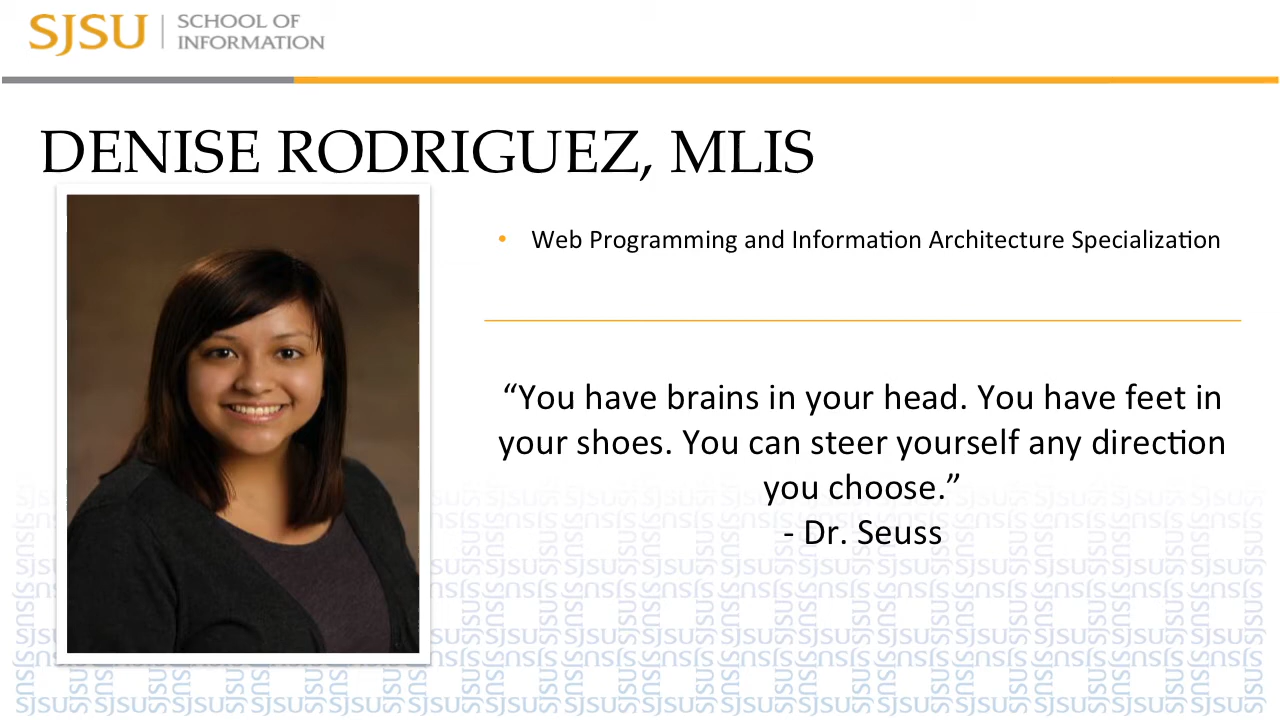 SJSU
SCHOOL OF
INFORMATION
DENISE RODRIGUEZ, MLIS
• Web Programming and Information Architecture Specialization
“You have brains in your head. You have feet in
your shoes. You can steer yourself any direction
you choose.”
- Dr. Seuss